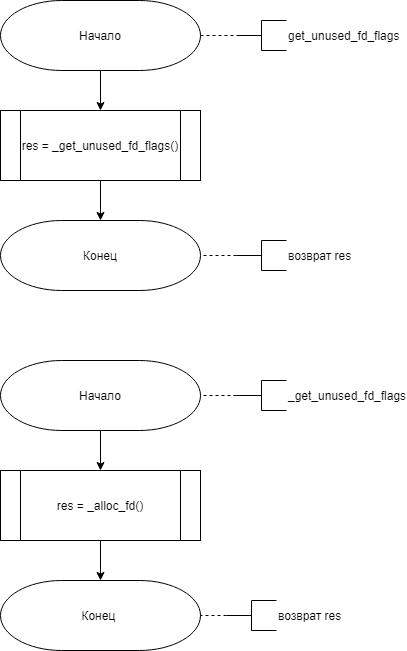 Начало
get_unused_fd_flags
res = _get_unused_fd_flags()
Конец
возврат res
Начало
_get_unused_fd_flags
res = _alloc_fd()
Конец
возврат res